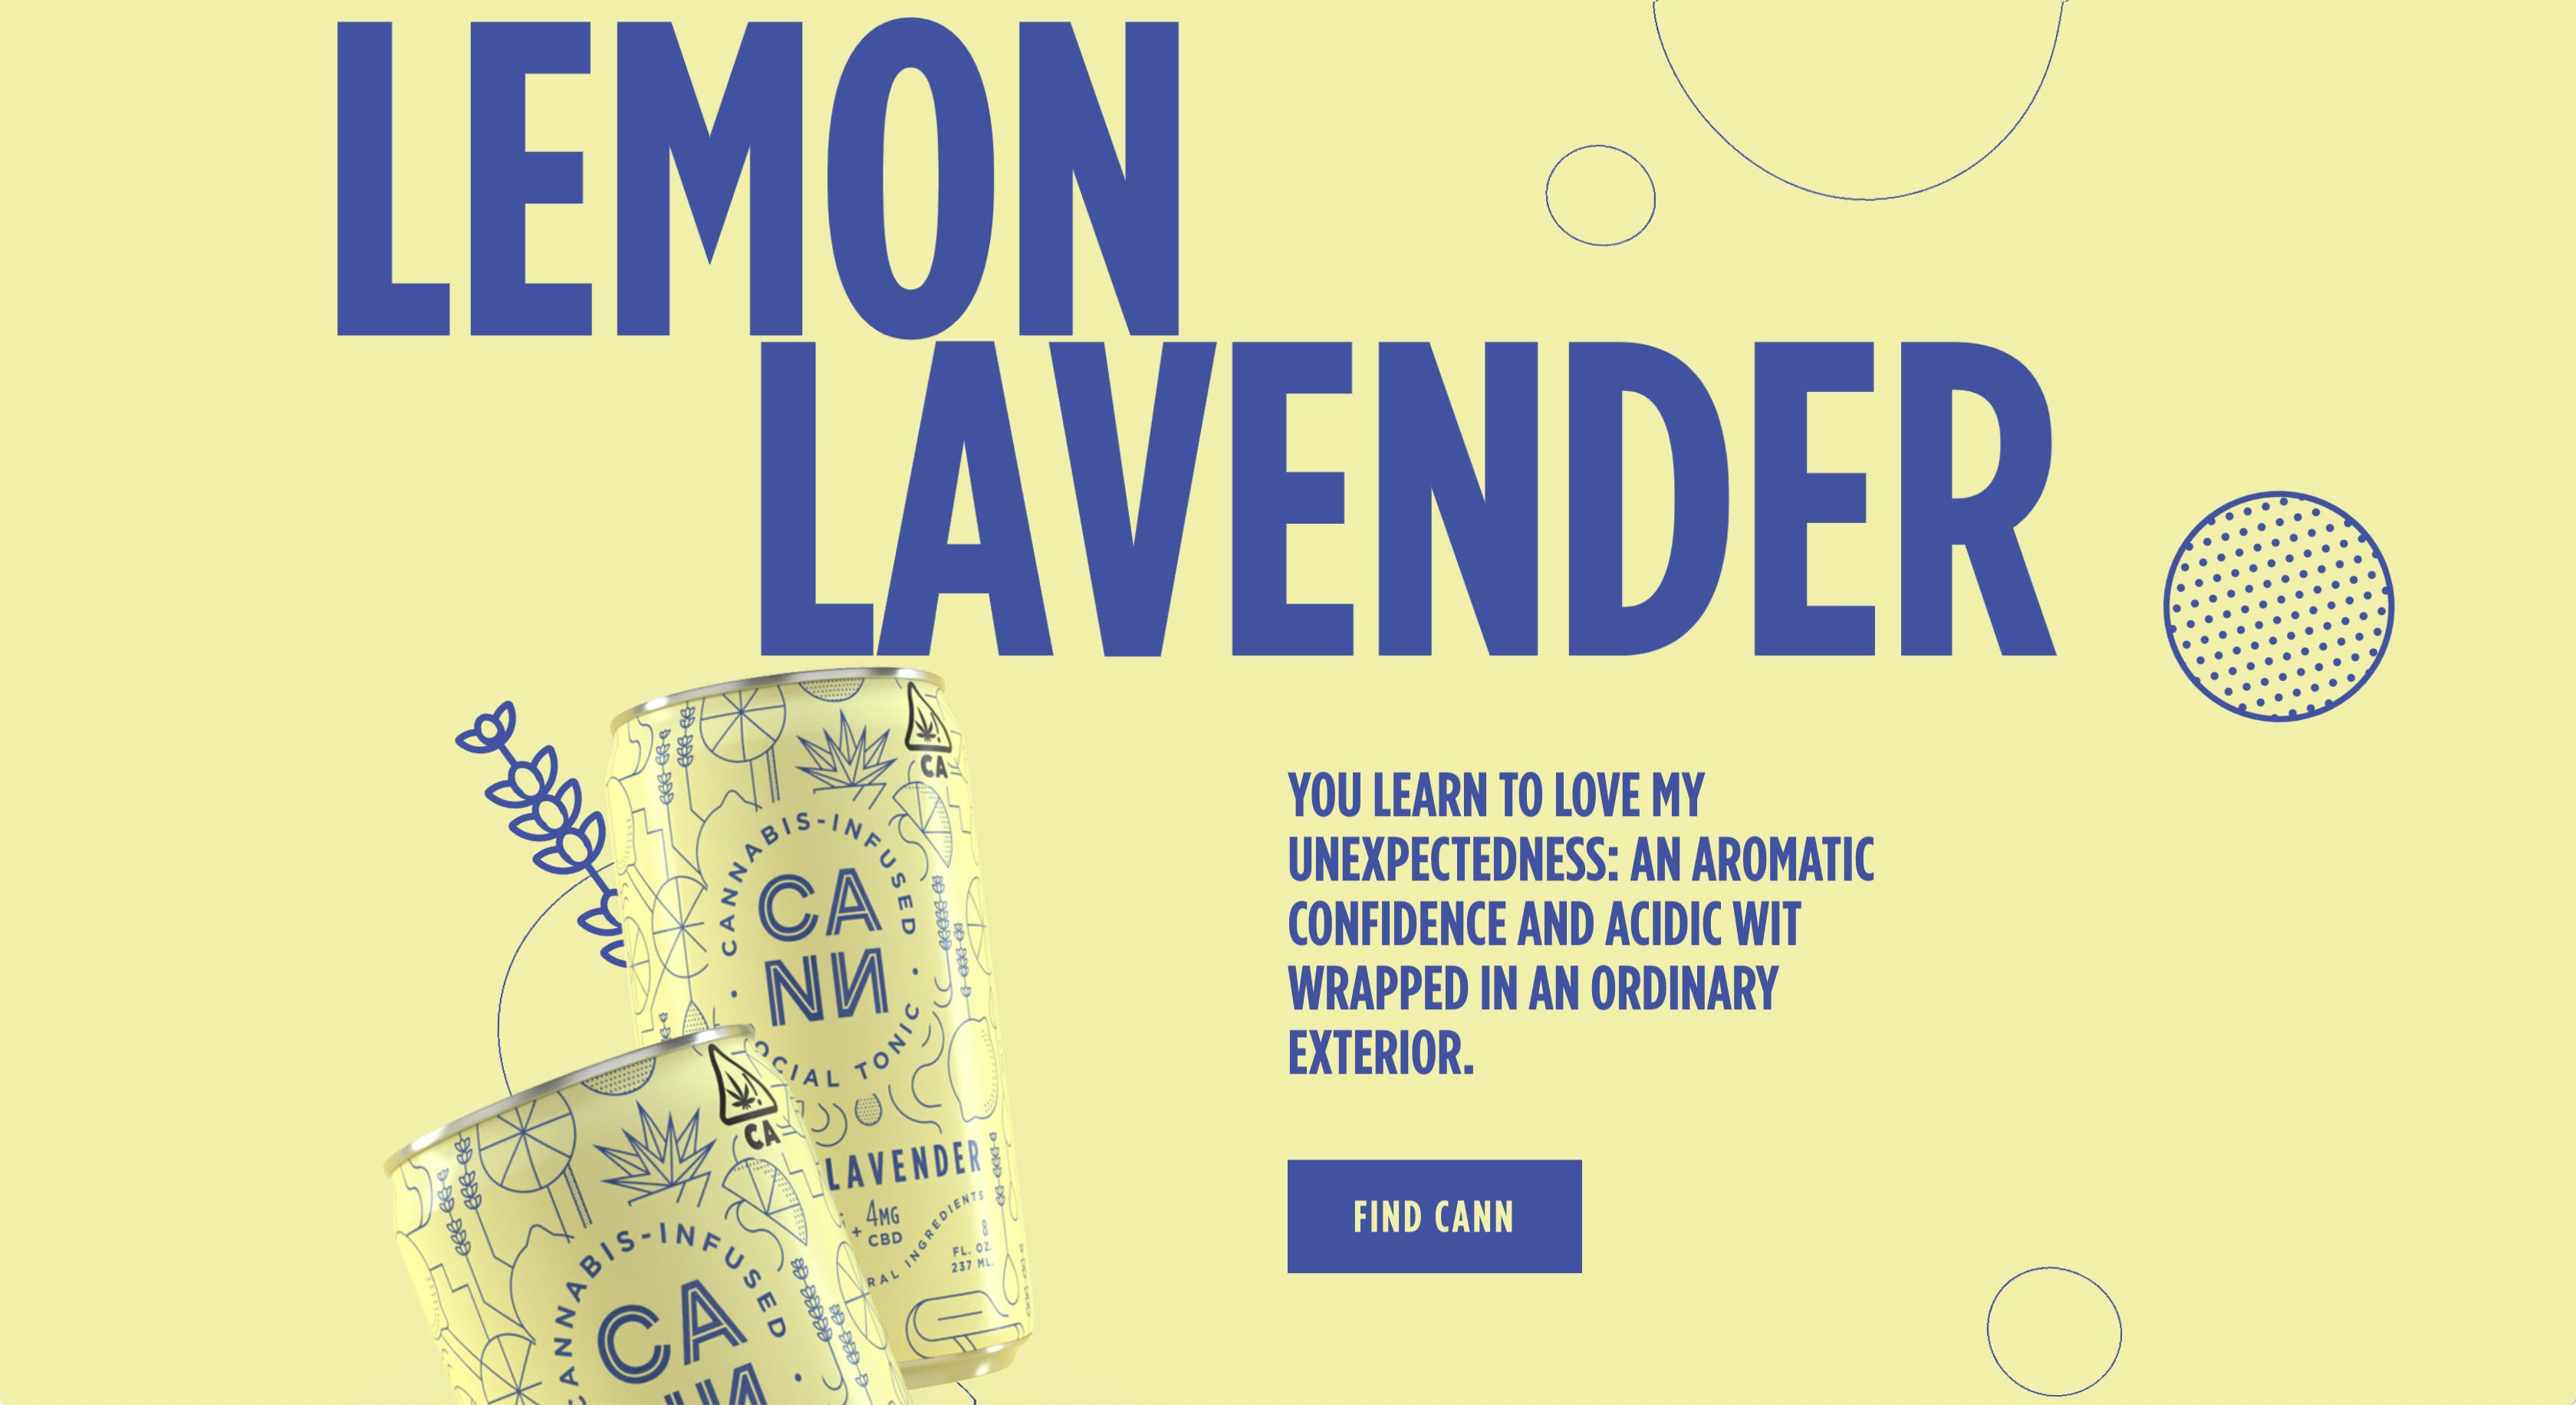 LEMON
LAVENDER
CA
CANNABIS-INFUSED
CA
NN
SOCIAL TONIC
LAVENDER
+ 4MG
CBD
INGREDIENTS
8
FL. OZ.
237 ML.
YOU LEARN TO LOVE MY
UNEXPECTEDNESS: AN AROMATIC
CONFIDENCE AND ACIDIC WIT
WRAPPED IN AN ORDINARY
EXTERIOR.
FIND CANN
CA
CANNABIS-INFUSED
CA